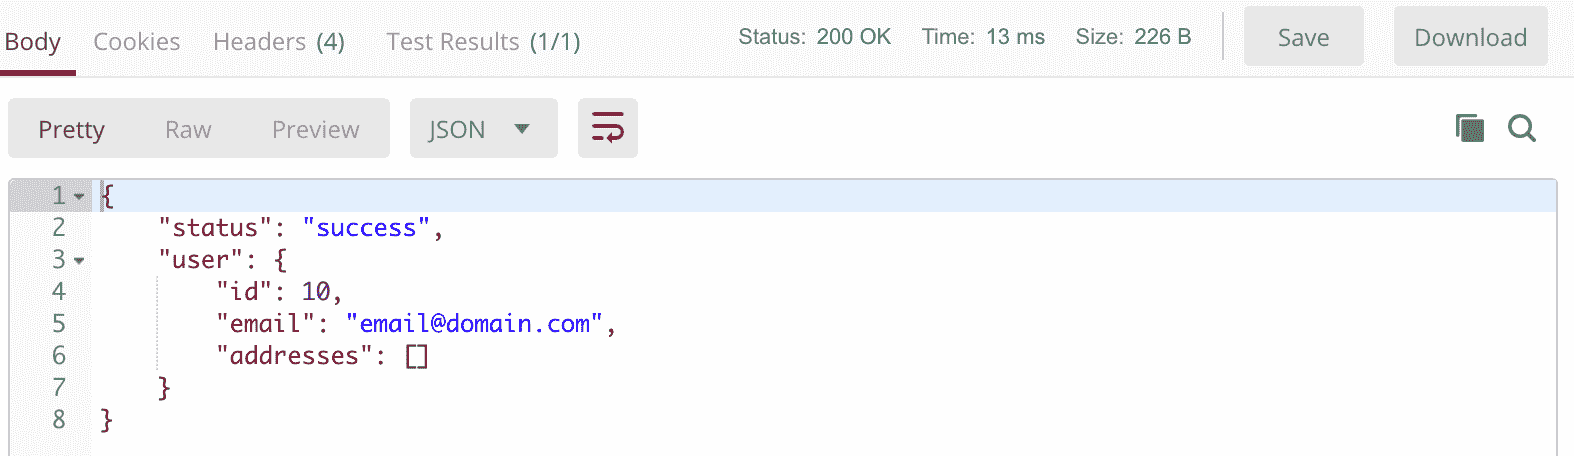 Body Cookies Headers (4) Test Results (1/1) Status: 200 OK Time: 13 ms Size: 226 B Save Download
Pretty Raw Preview JSON
1 {
2 "status": "success",
3 "user": {
4 "id": 10,
5 "email": "email@domain.com",
6 "addresses": []
7 }
8 }